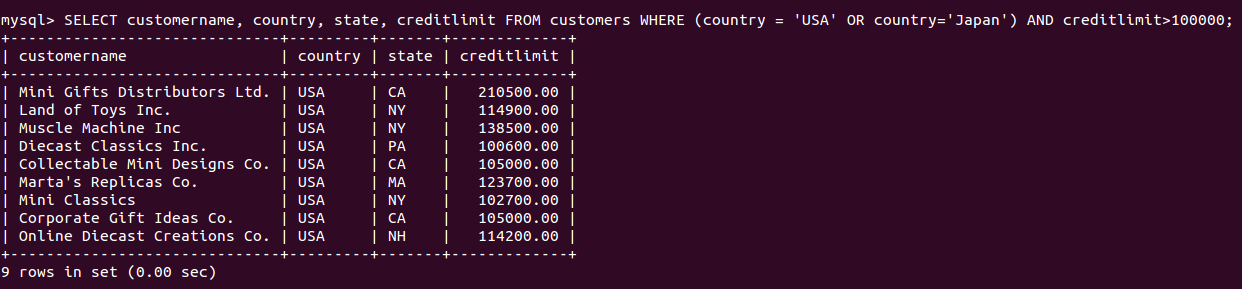 mysql> SELECT customername, country, state, creditlimit FROM customers WHERE (country = 'USA' OR country='Japan') AND creditlimit>100000;
+------------------------------+---------+-------+-------------+
| customername                 | country | state | creditlimit |
+------------------------------+---------+-------+-------------+
| Mini Gifts Distributors Ltd. | USA     | CA    |   210500.00 |
| Land of Toys Inc.            | USA     | NY    |   114900.00 |
| Muscle Machine Inc           | USA     | NY    |   138500.00 |
| Diecast Classics Inc.        | USA     | PA    |   100600.00 |
| Collectable Mini Designs Co. | USA     | CA    |   105000.00 |
| Marta's Replicas Co.         | USA     | MA    |   123700.00 |
| Mini Classics                | USA     | NY    |   102700.00 |
| Corporate Gift Ideas Co.     | USA     | CA    |   105000.00 |
| Online Diecast Creations Co. | USA     | NH    |   114200.00 |
+------------------------------+---------+-------+-------------+
9 rows in set (0.00 sec)